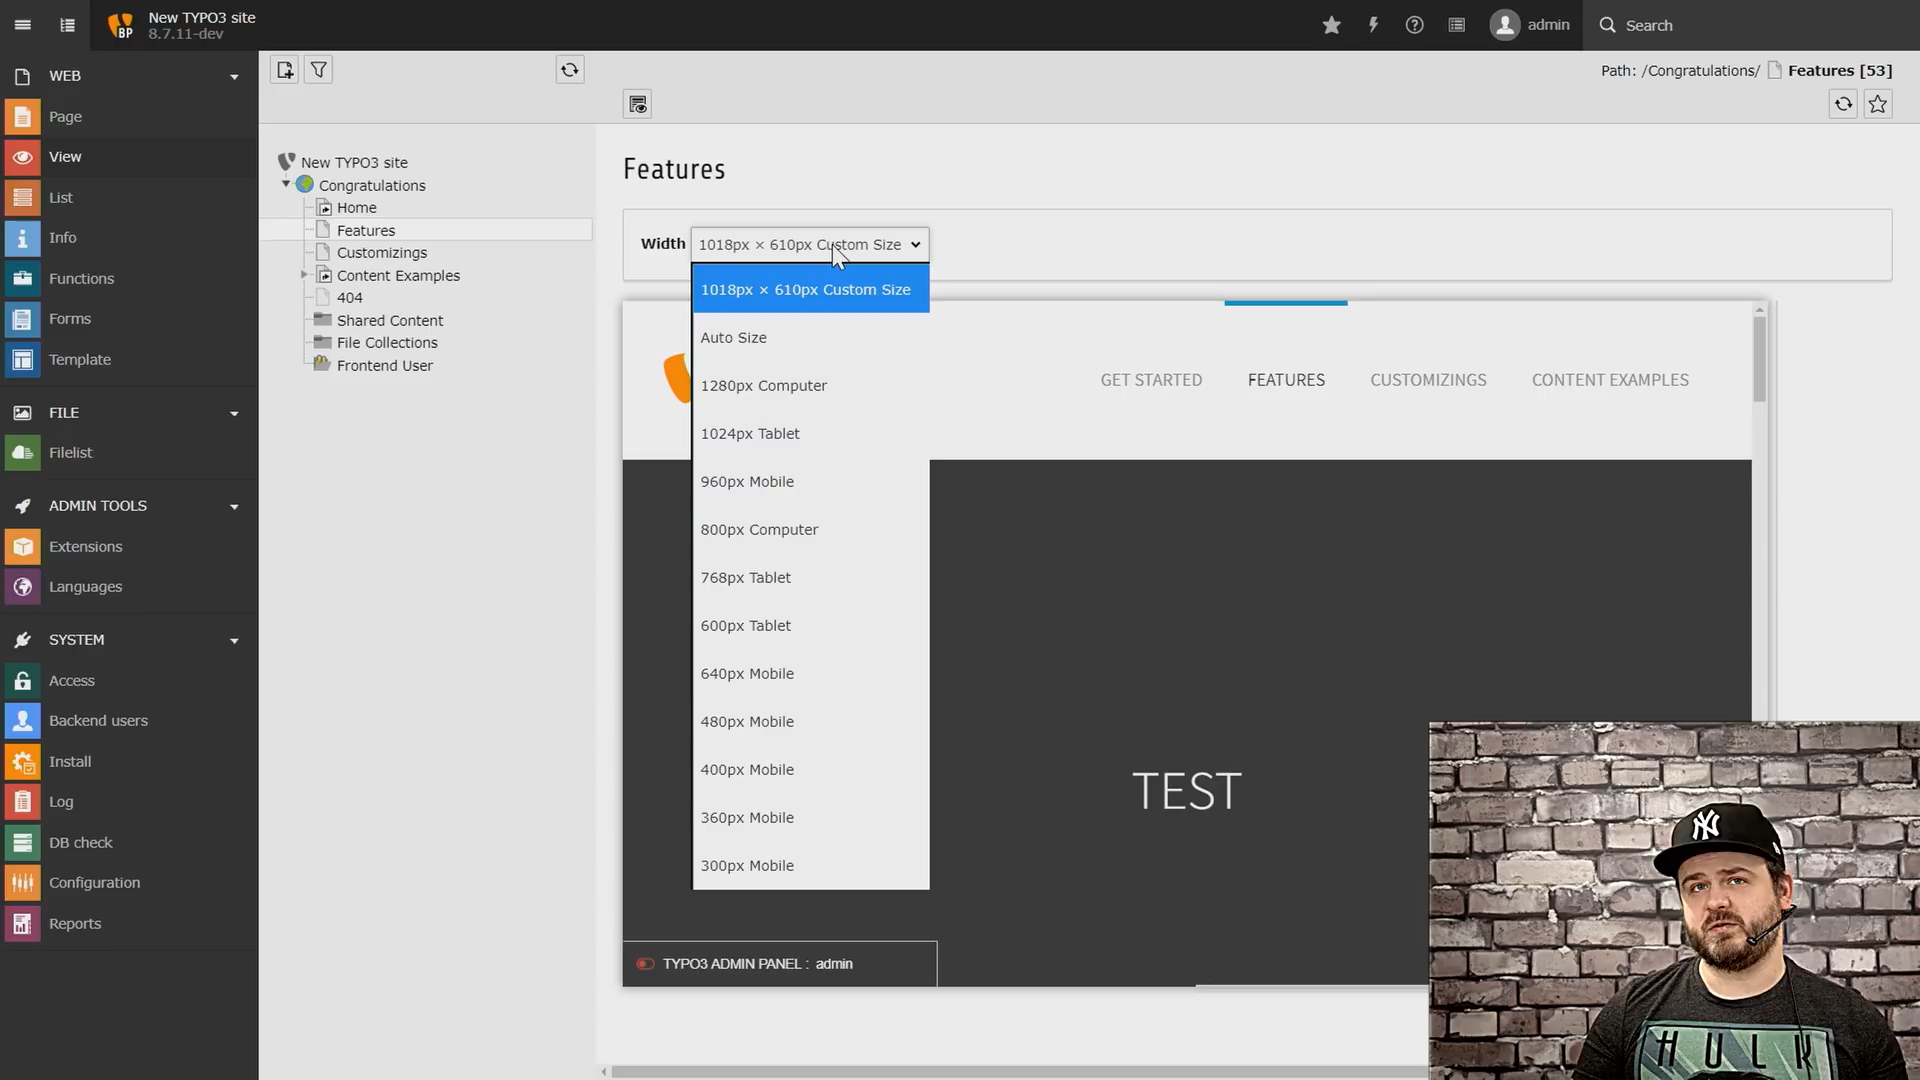 New TYPO3 site
8.7.11-dev
BP
admin
Search
WEB
Page
View
List
Info
Functions
Forms
Template
FILE
Filelist
ADMIN TOOLS
Extensions
Languages
SYSTEM
Access
Backend users
Install
Log
DB check
Configuration
Reports
New TYPO3 site
Congratulations
Home
Features
Customizings
Content Examples
404
Shared Content
File Collections
Frontend User
Path: /Congratulations/ Features [53]
Features
Width 1018px × 610px Custom Size
1018px × 610px Custom Size
Auto Size
1280px Computer
1024px Tablet
960px Mobile
800px Computer
768px Tablet
600px Tablet
640px Mobile
480px Mobile
400px Mobile
360px Mobile
300px Mobile
GET STARTED FEATURES CUSTOMIZINGS CONTENT EXAMPLES
TEST
TYPO3 ADMIN PANEL : admin
NY
HULK